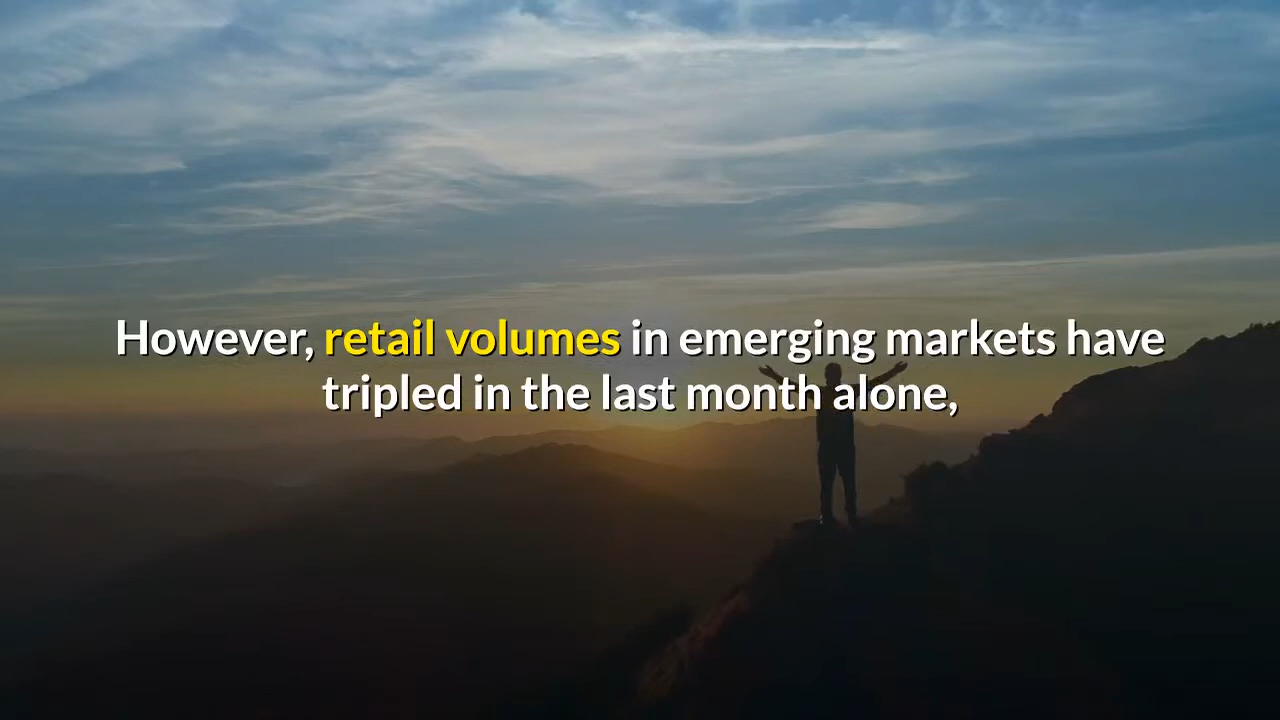 However, retail volumes in emerging markets have
tripled in the last month alone,